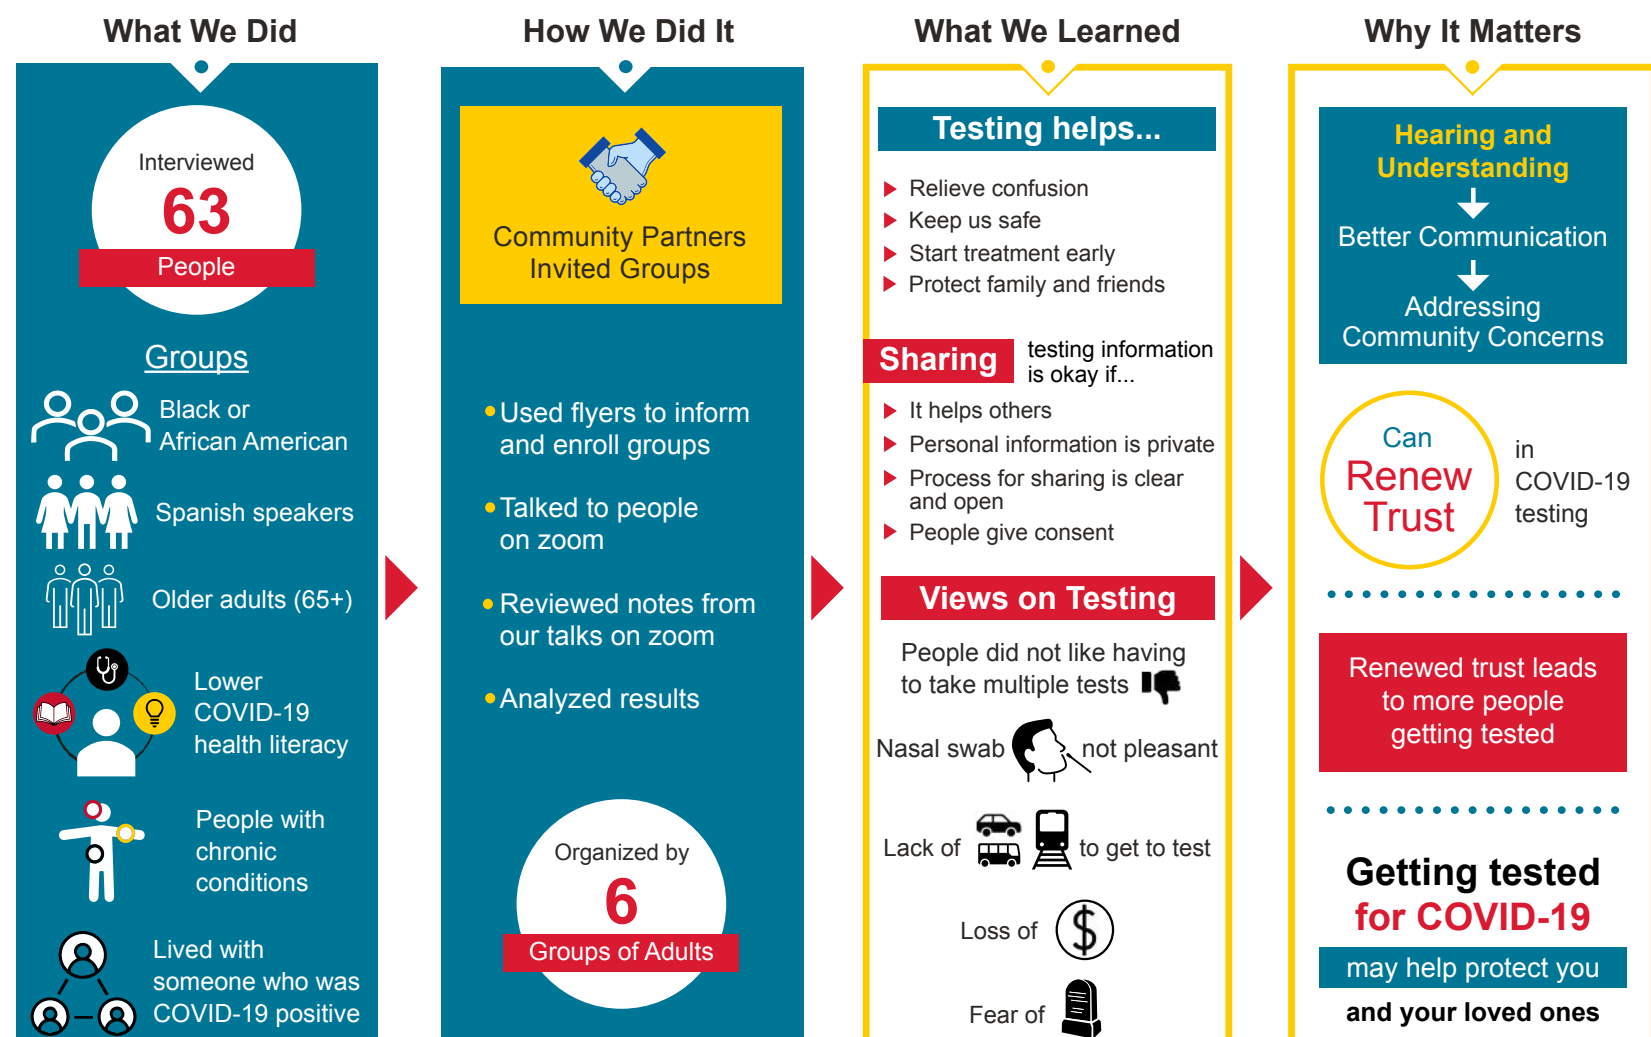 What We Did
Interviewed
63
People
Groups
Black or
African American
Spanish speakers
Older adults (65+)
Lower
COVID-19
health literacy
People with
chronic
conditions
Lived with
someone who was
COVID-19 positive
How We Did It
Community Partners
Invited Groups
Used flyers to inform
and enroll groups
Talked to people
on zoom
Reviewed notes from
our talks on zoom
Analyzed results
Organized by
6
Groups of Adults
What We Learned
Testing helps...
Relieve confusion
Keep us safe
Start treatment early
Protect family and friends
Sharing testing information
is okay if...
It helps others
Personal information is private
Process for sharing is clear
and open
People give consent
Views on Testing
People did not like having
to take multiple tests
Nasal swab not pleasant
Lack of to get to test
Loss of $
Fear of
Why It Matters
Hearing and
Understanding
Better Communication
Addressing
Community Concerns
Can
Renew
Trust
in
COVID-19
testing
Renewed trust leads
to more people
getting tested
Getting tested
for COVID-19
may help protect you
and your loved ones